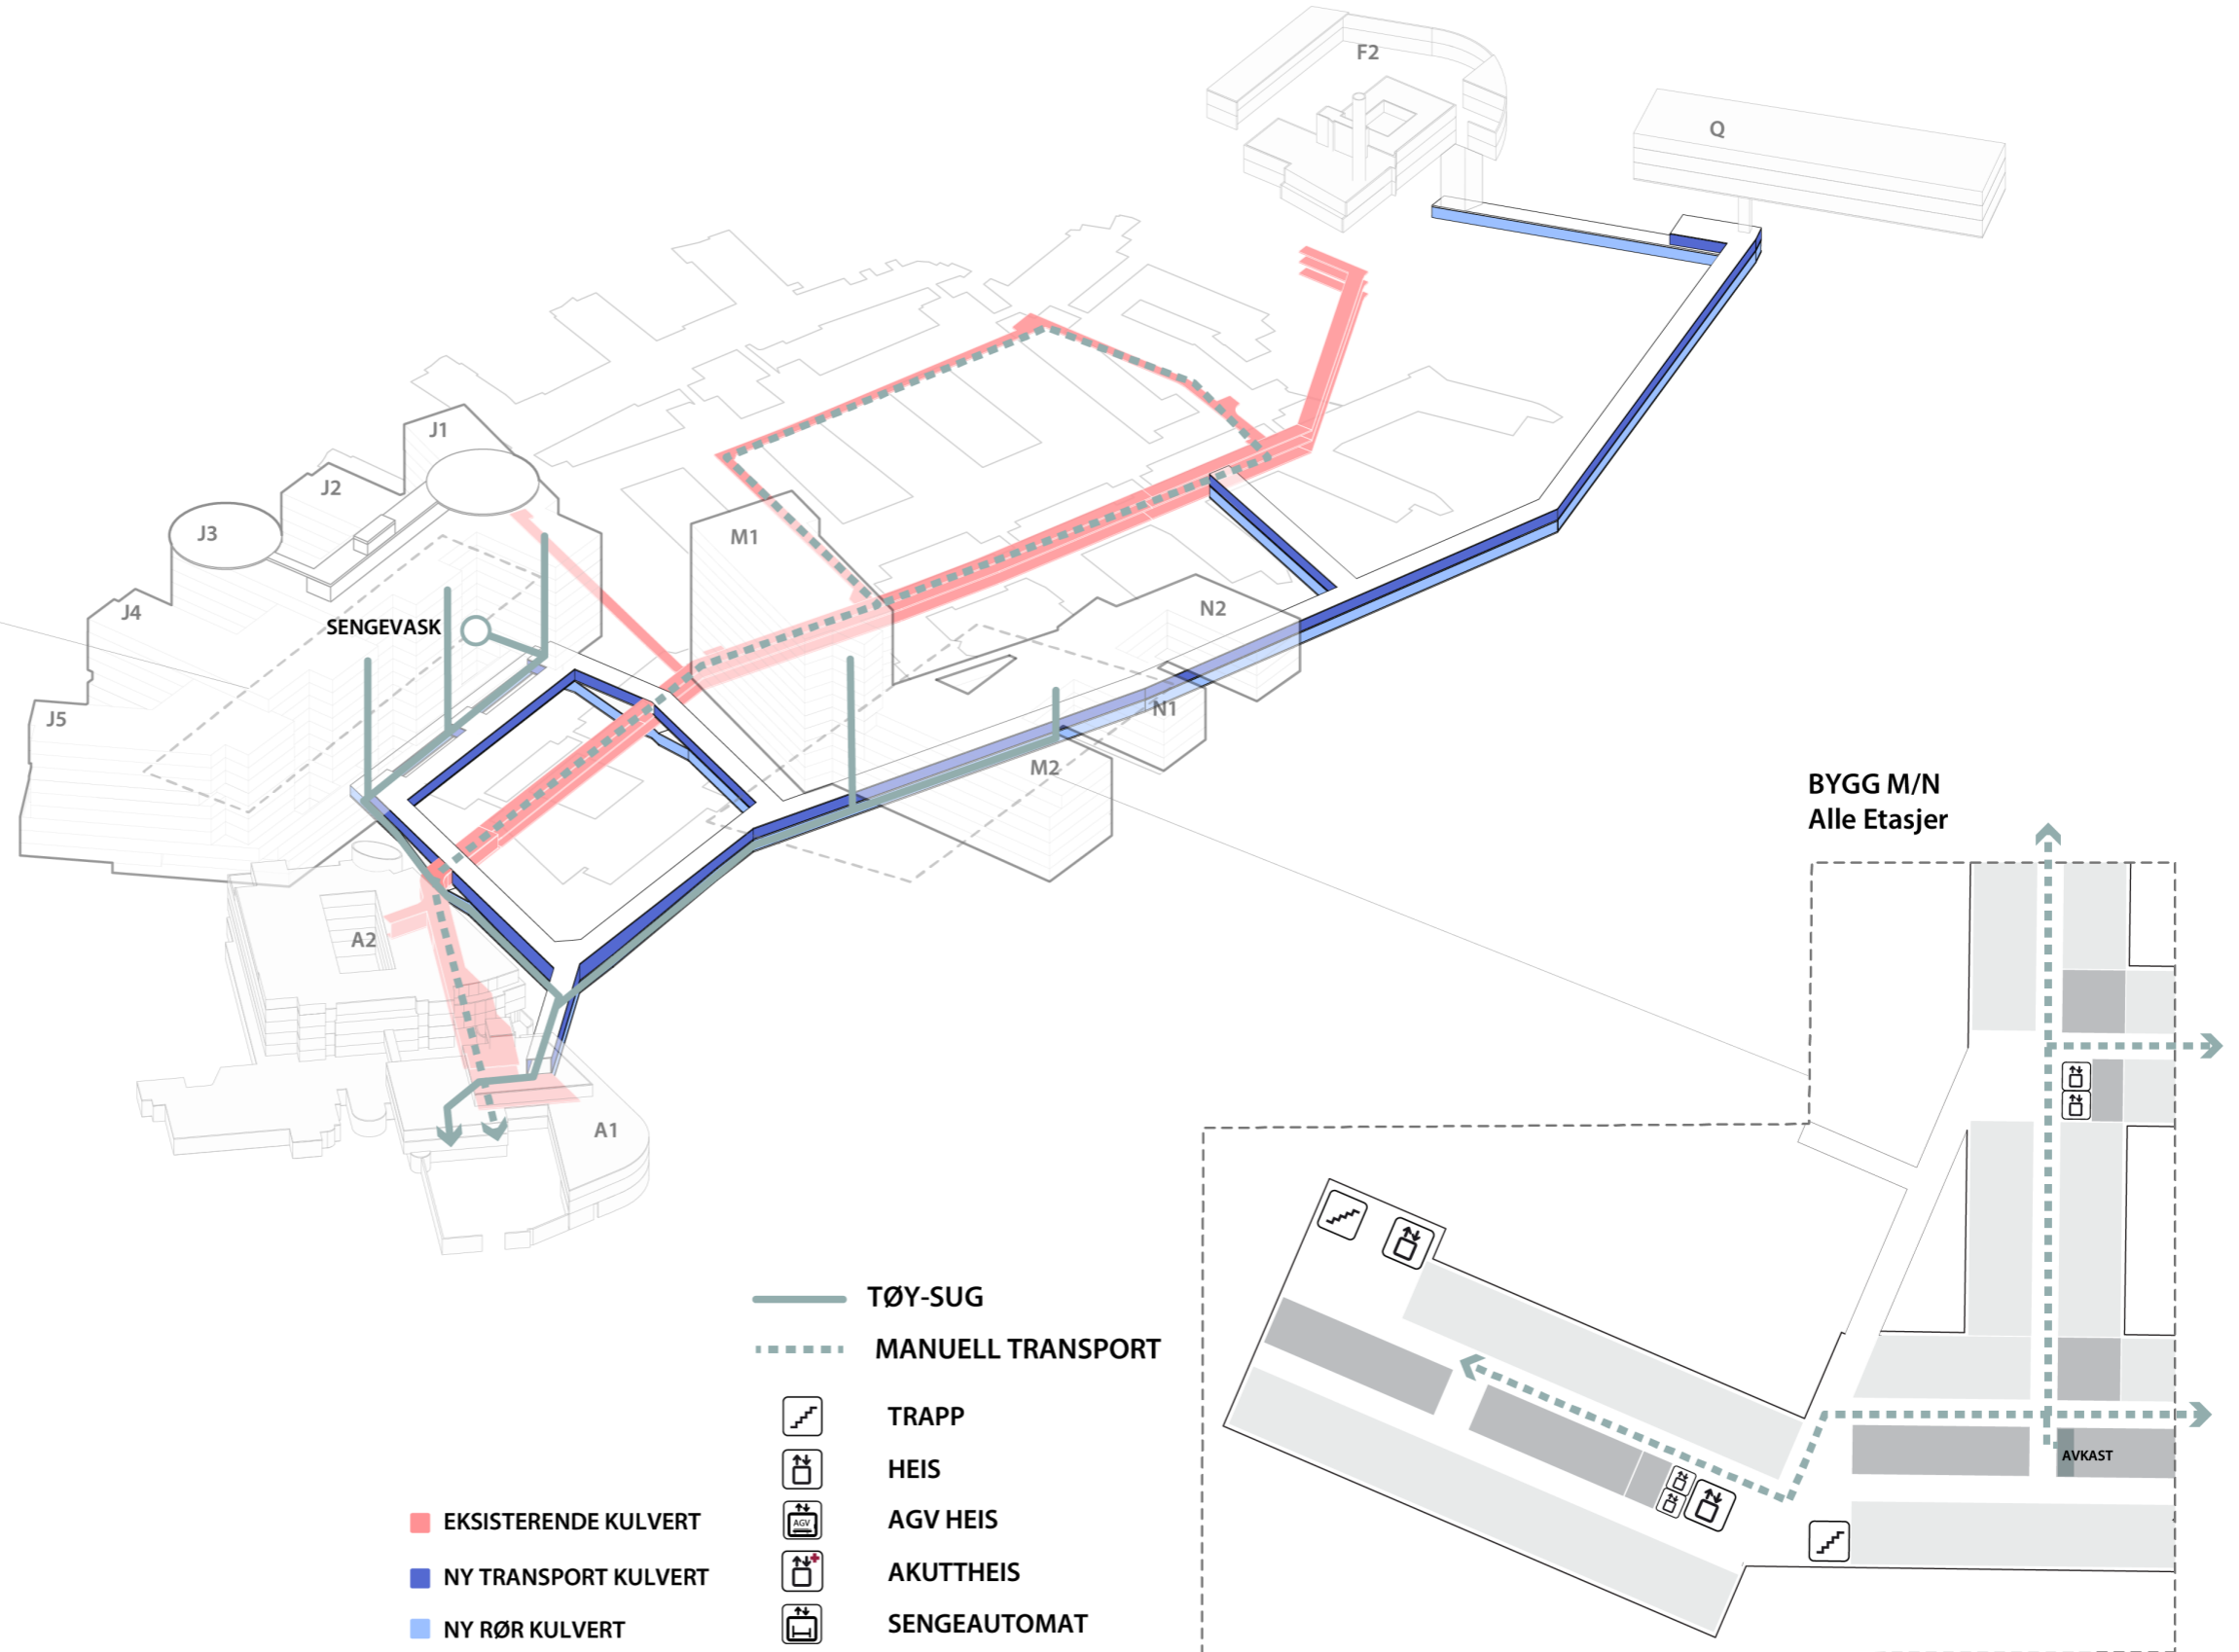 F2
Q
J1
J2
J3
M1
J4
N2
SENGEVASK
J5
N1
M2
BYGG M/N
Alle Etasjer
A2
A1
AVKAST
TØY-SUG
MANUELL TRANSPORT
TRAPP
HEIS
AGV
AGV HEIS
AKUTTHEIS
SENGEAUTOMAT
EKSISTERENDE KULVERT
NY TRANSPORT KULVERT
NY RØR KULVERT